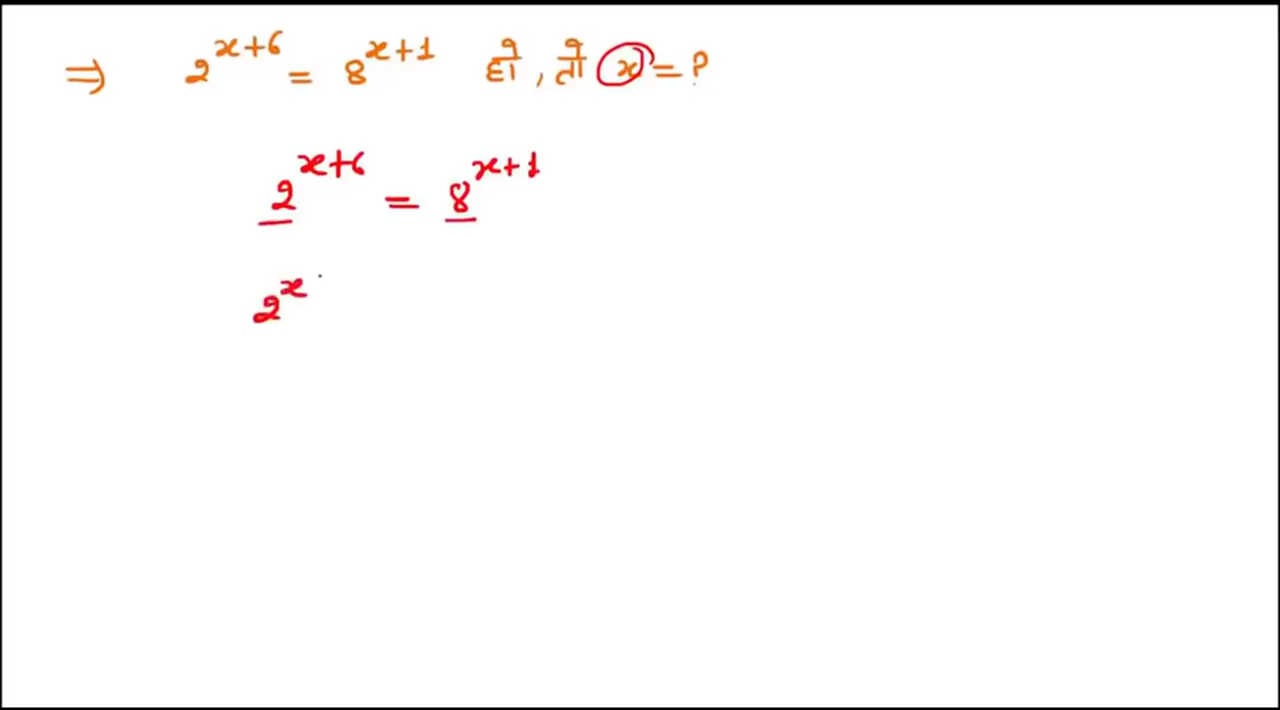 ⇒ 2^{x+6} = 8^{x+1} हो, तो x = ?
2^{x+6} = 8^{x+1}
2^{x}